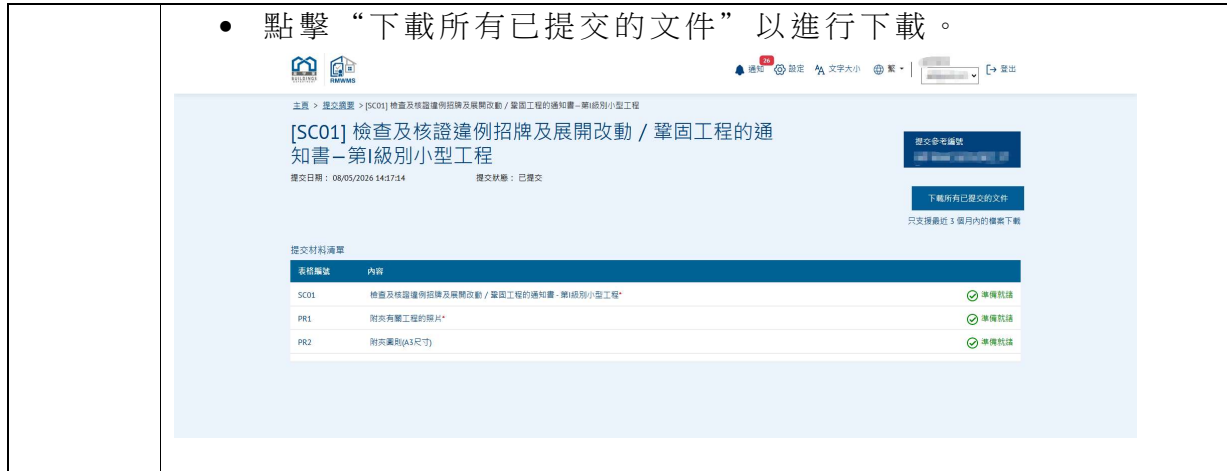 • 點擊“下載所有已提交的文件”以進行下載。
BUILDINGS
RMWMS
通知 26 設定 AA 文字大小 繁 登出
主頁 > 提交摘要 > [SC01] 檢查及核證違例招牌及展開改動 / 鞏固工程的通知書–第I級別小型工程
[SC01] 檢查及核證違例招牌及展開改動 / 鞏固工程的通
知書–第I級別小型工程
提交參考編號
提交日期： 08/05/2026 14:17:14 提交狀態： 已提交
下載所有已提交的文件
只支援最近 3 個月內的檔案下載
提交材料清單
表格編號 內容
SC01 檢查及核證違例招牌及展開改動 / 鞏固工程的通知書 - 第I級別小型工程* 準備就緒
PR1 附夾有關工程的照片* 準備就緒
PR2 附夾圖則(A3尺寸) 準備就緒